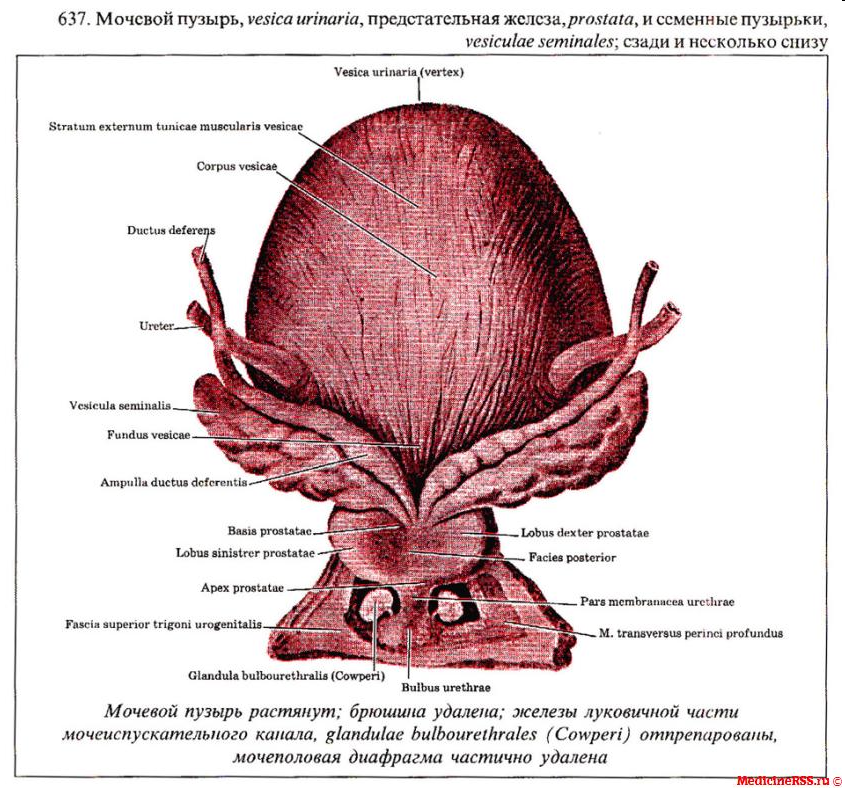 637. Мочевой пузырь, vesica urinaria, предстательная железа, prostata, и семенные пузырьки,
vesiculae seminales; сзади и несколько снизу
Vesica urinaria (vertex)
Stratum externum tunicae muscularis vesicae
Corpus vesicae
Ductus deferens
Ureter
Vesicula seminalis
Fundus vesicae
Ampulla ductus deferentis
Basis prostatae
Lobus dexter prostatae
Lobus sinistrer prostatae
Facies posterior
Apex prostatae
Pars membranacea urethrae
Fascia superior trigoni urogenitalis
M. transversus perinei profundus
Glandula bulbourethralis (Cowperi)
Bulbus urethrae
Мочевой пузырь растянут; брюшина удалена; железы луковичной части
мочеиспускательного канала, glandulae bulbourethrales (Cowperi) отпрепарованы,
мочеполовая диафрагма частично удалена
MedicineRSS.ru ©